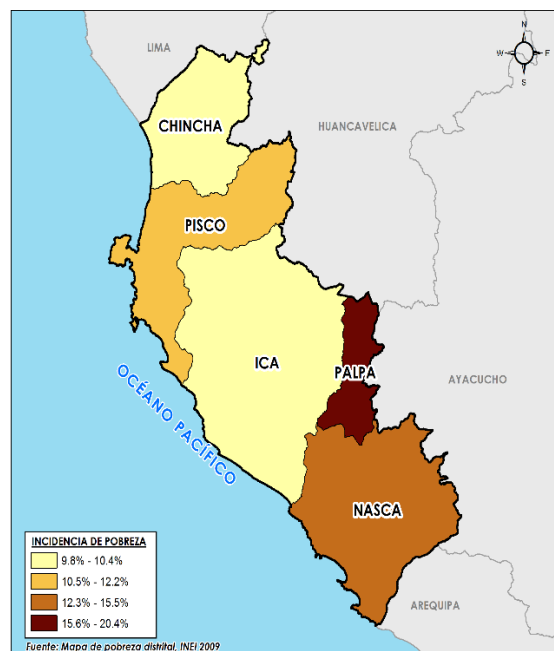 LIMA
N
W E
S
CHINCHA
HUANCAVELICA
PISCO
ICA
PALPA
AYACUCHO
OCÉANO PACÍFICO
NASCA
INCIDENCIA DE POBREZA
9.8% - 10.4%
10.5% - 12.2%
12.3% - 15.5%
15.6% - 20.4%
AREQUIPA
Fuente: Mapa de pobreza distrital, INEI 2009